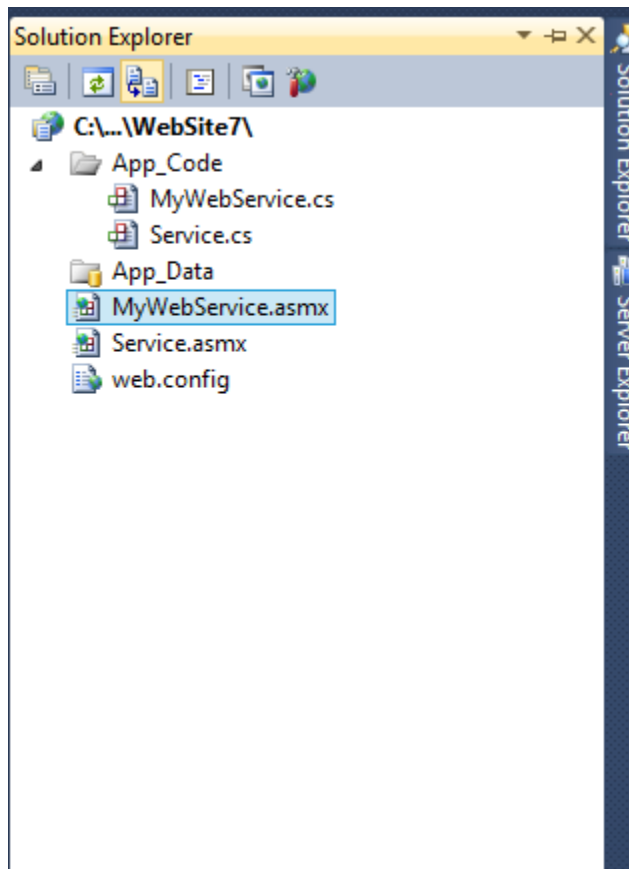 Solution Explorer
C:\...\WebSite7\
App_Code
MyWebService.cs
Service.cs
App_Data
MyWebService.asmx
Service.asmx
web.config
Solution Explorer
Server Explorer